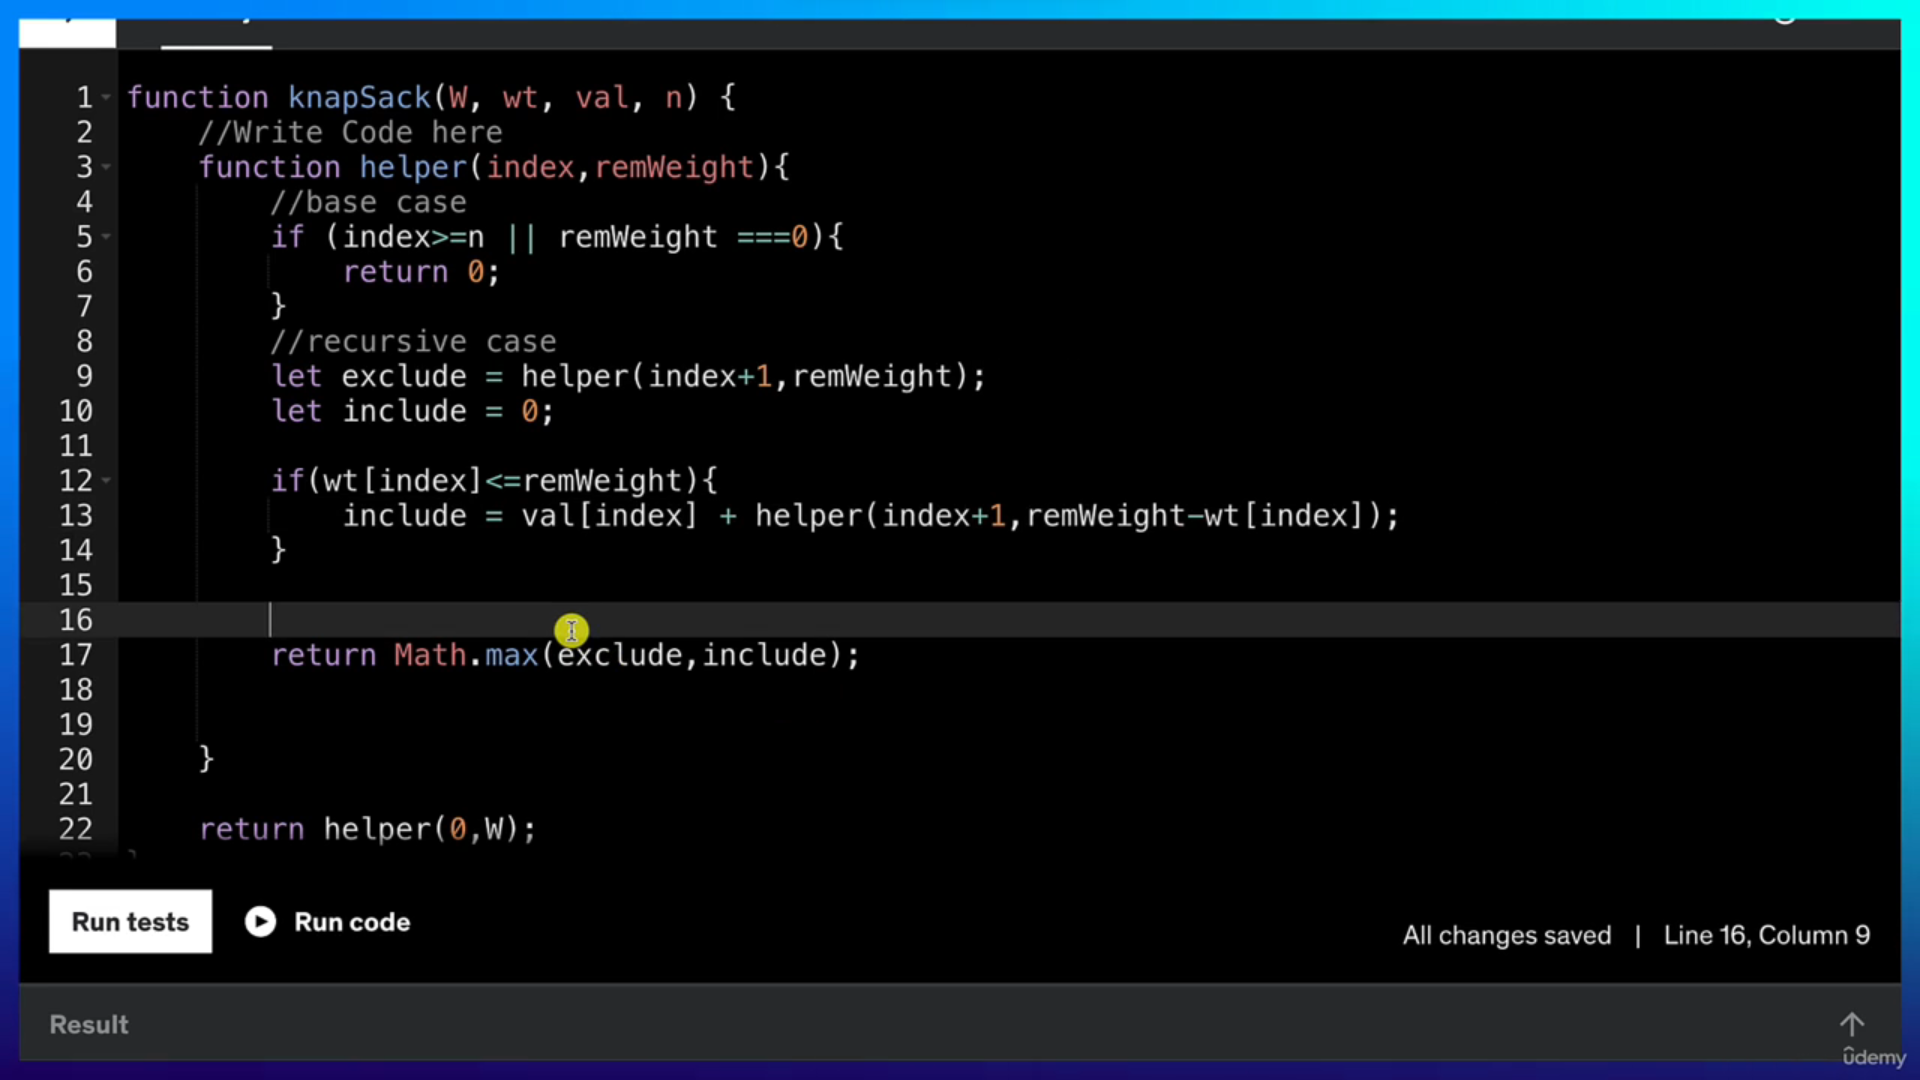 1 function knapSack(W, wt, val, n) {
2 //Write Code here
3 function helper(index,remWeight){
4 //base case
5 if (index>=n || remWeight ===0){
6 return 0;
7 }
8 //recursive case
9 let exclude = helper(index+1,remWeight);
10 let include = 0;
11
12 if(wt[index]<=remWeight){
13 include = val[index] + helper(index+1,remWeight-wt[index]);
14 }
15
16
17 return Math.max(exclude,include);
18
19
20 }
21
22 return helper(0,W);
Run tests Run code
All changes saved | Line 16, Column 9
Result
ûdemy